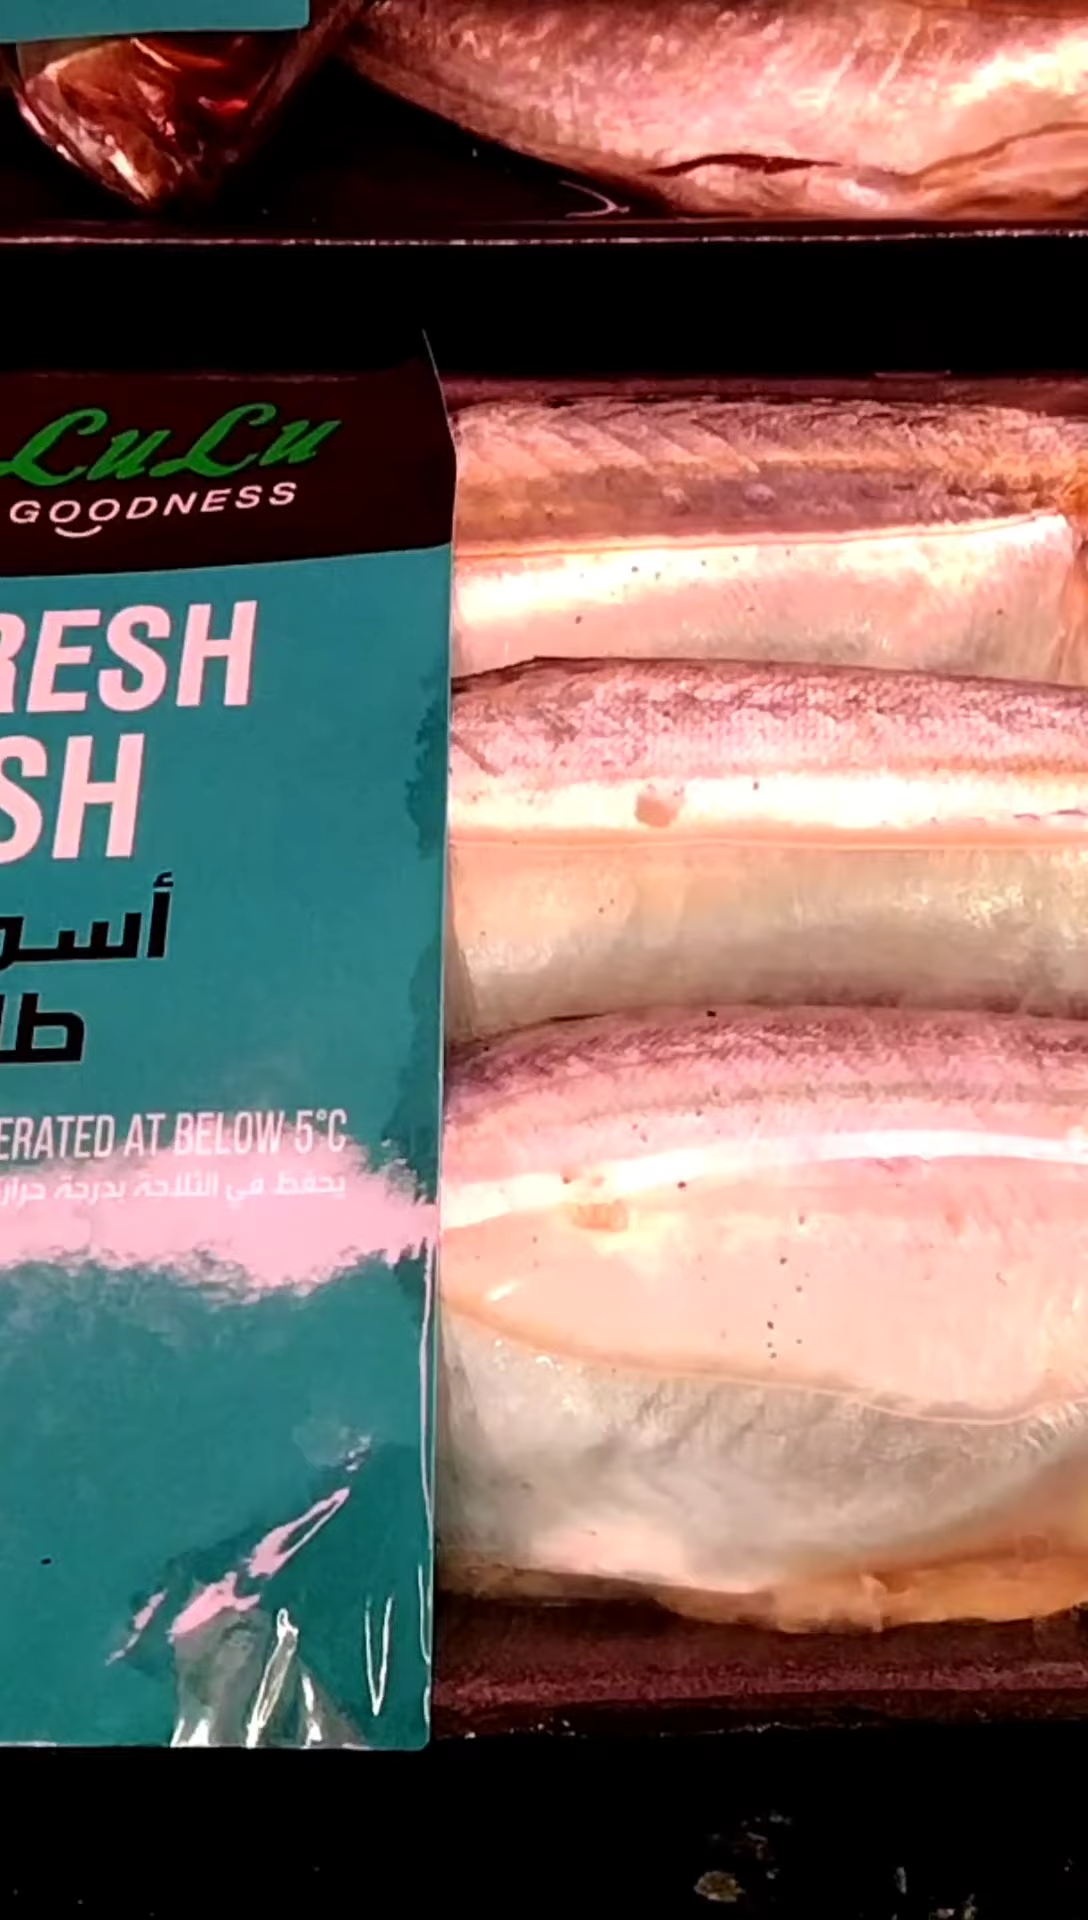 LuLu
GOODNESS
RESH
SH
أسو
طا
ERATED AT BELOW 5°C
يحفظ في الثلاجة بدرجة حرار